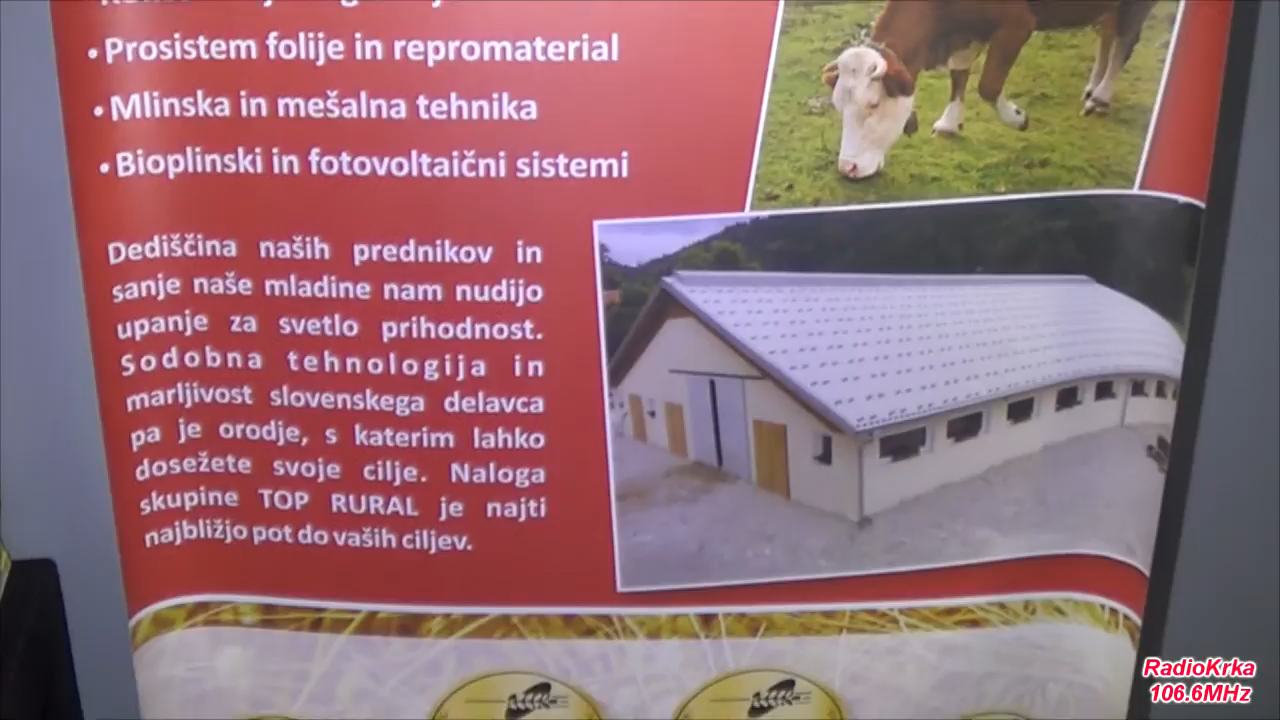 • Prosistem folije in repromaterial
• Mlinska in mešalna tehnika
• Bioplinski in fotovoltaični sistemi
Dediščina naših prednikov in
sanje naše mladine nam nudijo
upanje za svetlo prihodnost.
Sodobna tehnologija in
marljivost slovenskega delavca
pa je orodje, s katerim lahko
dosežete svoje cilje. Naloga
skupine TOP RURAL je najti
najbližjo pot do vaših ciljev.
RadioKrka
106.6MHz